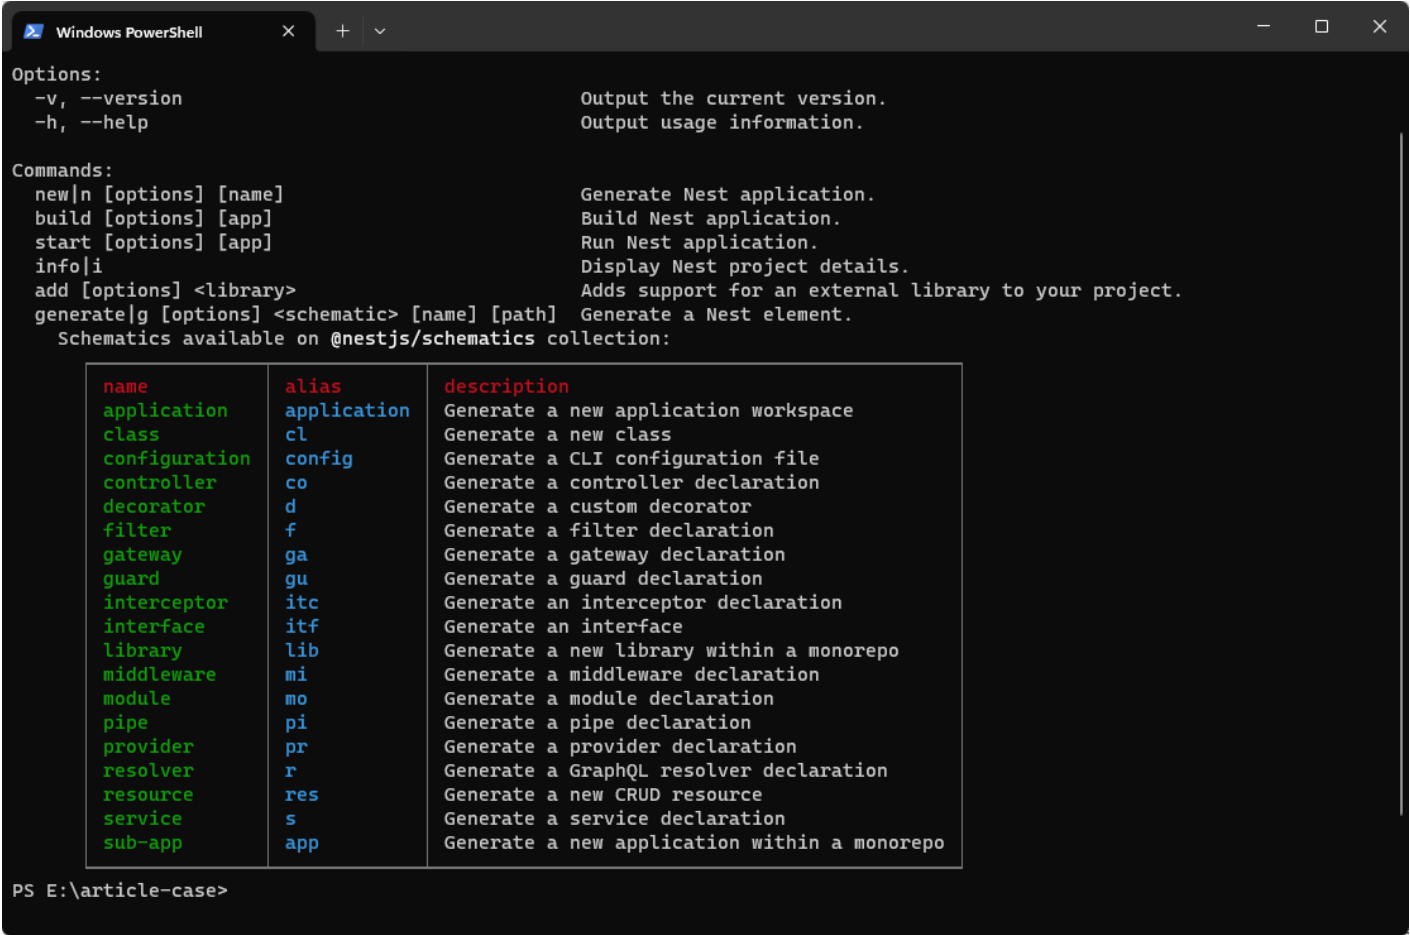 Windows PowerShell
Options:
-v, --version Output the current version.
-h, --help Output usage information.
Commands:
new|n [options] [name] Generate Nest application.
build [options] [app] Build Nest application.
start [options] [app] Run Nest application.
info|i Display Nest project details.
add [options] <library> Adds support for an external library to your project.
generate|g [options] <schematic> [name] [path] Generate a Nest element.
Schematics available on @nestjs/schematics collection:
name alias description
application application Generate a new application workspace
class cl Generate a new class
configuration config Generate a CLI configuration file
controller co Generate a controller declaration
decorator d Generate a custom decorator
filter f Generate a filter declaration
gateway ga Generate a gateway declaration
guard gu Generate a guard declaration
interceptor itc Generate an interceptor declaration
interface itf Generate an interface
library lib Generate a new library within a monorepo
middleware mi Generate a middleware declaration
module mo Generate a module declaration
pipe pi Generate a pipe declaration
provider pr Generate a provider declaration
resolver r Generate a GraphQL resolver declaration
resource res Generate a new CRUD resource
service s Generate a service declaration
sub-app app Generate a new application within a monorepo
PS E:\article-case>